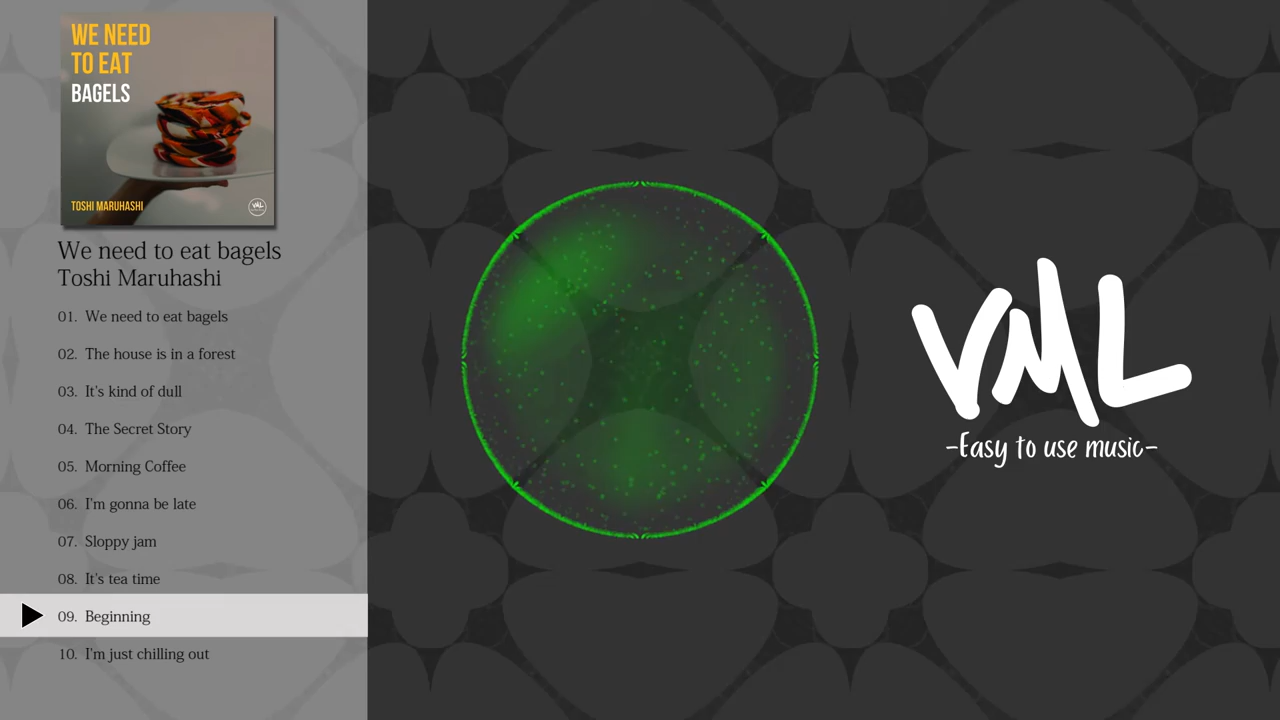 WE NEED
TO EAT
BAGELS
TOSHI MARUHASHI
VML
We need to eat bagels
Toshi Maruhashi
01. We need to eat bagels
02. The house is in a forest
03. It's kind of dull
04. The Secret Story
05. Morning Coffee
06. I'm gonna be late
07. Sloppy jam
08. It's tea time
09. Beginning
10. I'm just chilling out
VML
-Easy to use music-